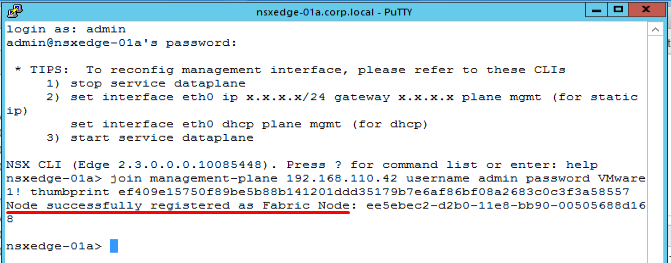 nsxedge-01a.corp.local - PuTTY
login as: admin
admin@nsxedge-01a's password:
* TIPS:  To reconfig management interface, please refer to these CLIs
1) stop service dataplane
2) set interface eth0 ip x.x.x.x/24 gateway x.x.x.x plane mgmt (for static
ip)
set interface eth0 dhcp plane mgmt (for dhcp)
3) start service dataplane
NSX CLI (Edge 2.3.0.0.0.10085448). Press ? for command list or enter: help
nsxedge-01a> join management-plane 192.168.110.42 username admin password VMware
1! thumbprint ef409e15750f89be5b88b141201ddd35179b7e6af86bf08a2683c0c3f3a58557
Node successfully registered as Fabric Node: ee5ebec2-d2b0-11e8-bb90-00505688d16
8
nsxedge-01a>